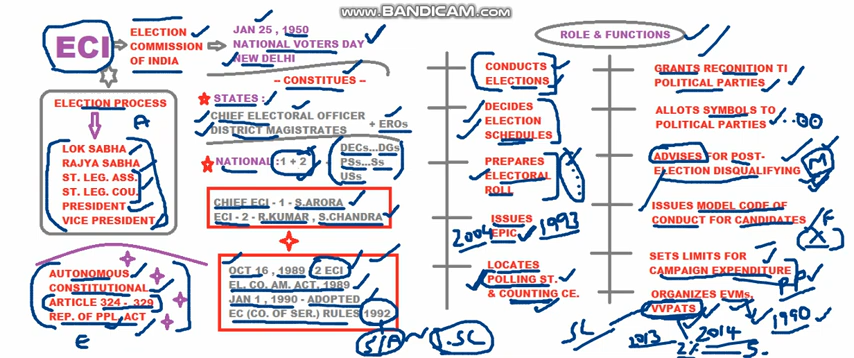 www.BANDICAM.com
ECI
ELECTION
COMMISSION
OF INDIA
JAN 25 , 1950
NATIONAL VOTERS DAY
NEW DELHI
ELECTION PROCESS
A
LOK SABHA
RAJYA SABHA
ST. LEG. ASS.
ST. LEG. COU.
PRESIDENT
VICE PRESIDENT
AUTONOMOUS
CONSTITUTIONAL
ARTICLE 324 - 329
REP. OF PPL. ACT
E
-- CONSTITUES --
STATES :
CHIEF ELECTORAL OFFICER
DISTRICT MAGISTRATES
+ EROs
NATIONAL :1 + 2
DECs...DGs
PSs...Ss
USs
CHIEF ECI - 1 - S.ARORA
ECI - 2 - R.KUMAR , S.CHANDRA
OCT 16 , 1989 , 2 ECI
EL. CO. AM. ACT, 1989
JAN 1 , 1990 - ADOPTED
EC (CO. OF SER.) RULES 1992
SC
ROLE & FUNCTIONS
CONDUCTS
ELECTIONS
DECIDES
ELECTION
SCHEDULES
PREPARES
ELECTORAL
ROLL
ISSUES
EPIC
2004
1993
LOCATES
POLLING ST.
& COUNTING CE.
GRANTS RECONITION TI
POLITICAL PARTIES
ALLOTS SYMBOLS TO
POLITICAL PARTIES
ADVISES FOR POST-
ELECTION DISQUALIFYING
M
ISSUES MODEL CODE OF
CONDUCT FOR CANDIDATES
F
X
SETS LIMITS FOR
CAMPAIGN EXPENDITURE
PP
ORGANIZES EVMs,
VVPATS
1990
SC
2013
2014
2%
5